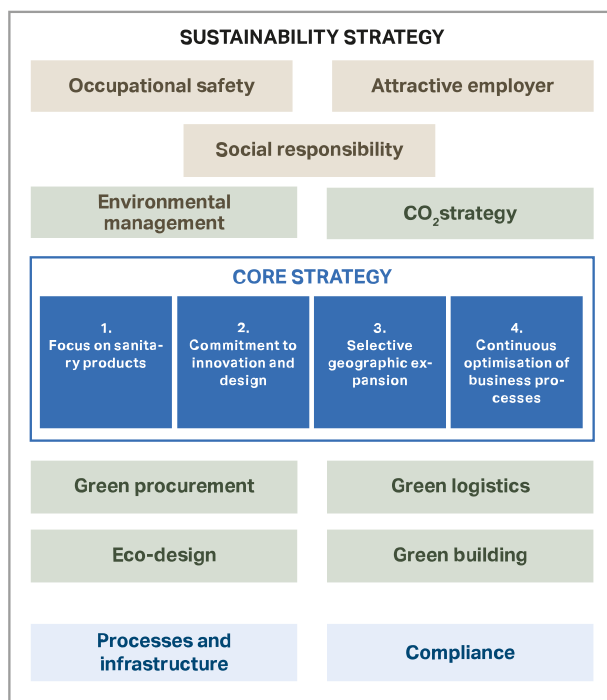 SUSTAINABILITY STRATEGY
Occupational safety
Attractive employer
Social responsibility
Environmental
management
CO₂strategy
CORE STRATEGY
1.
Focus on sanita-
ry products
2.
Commitment to
innovation and
design
3.
Selective
geographic ex-
pansion
4.
Continuous
optimisation of
business pro-
cesses
Green procurement
Green logistics
Eco-design
Green building
Processes and
infrastructure
Compliance